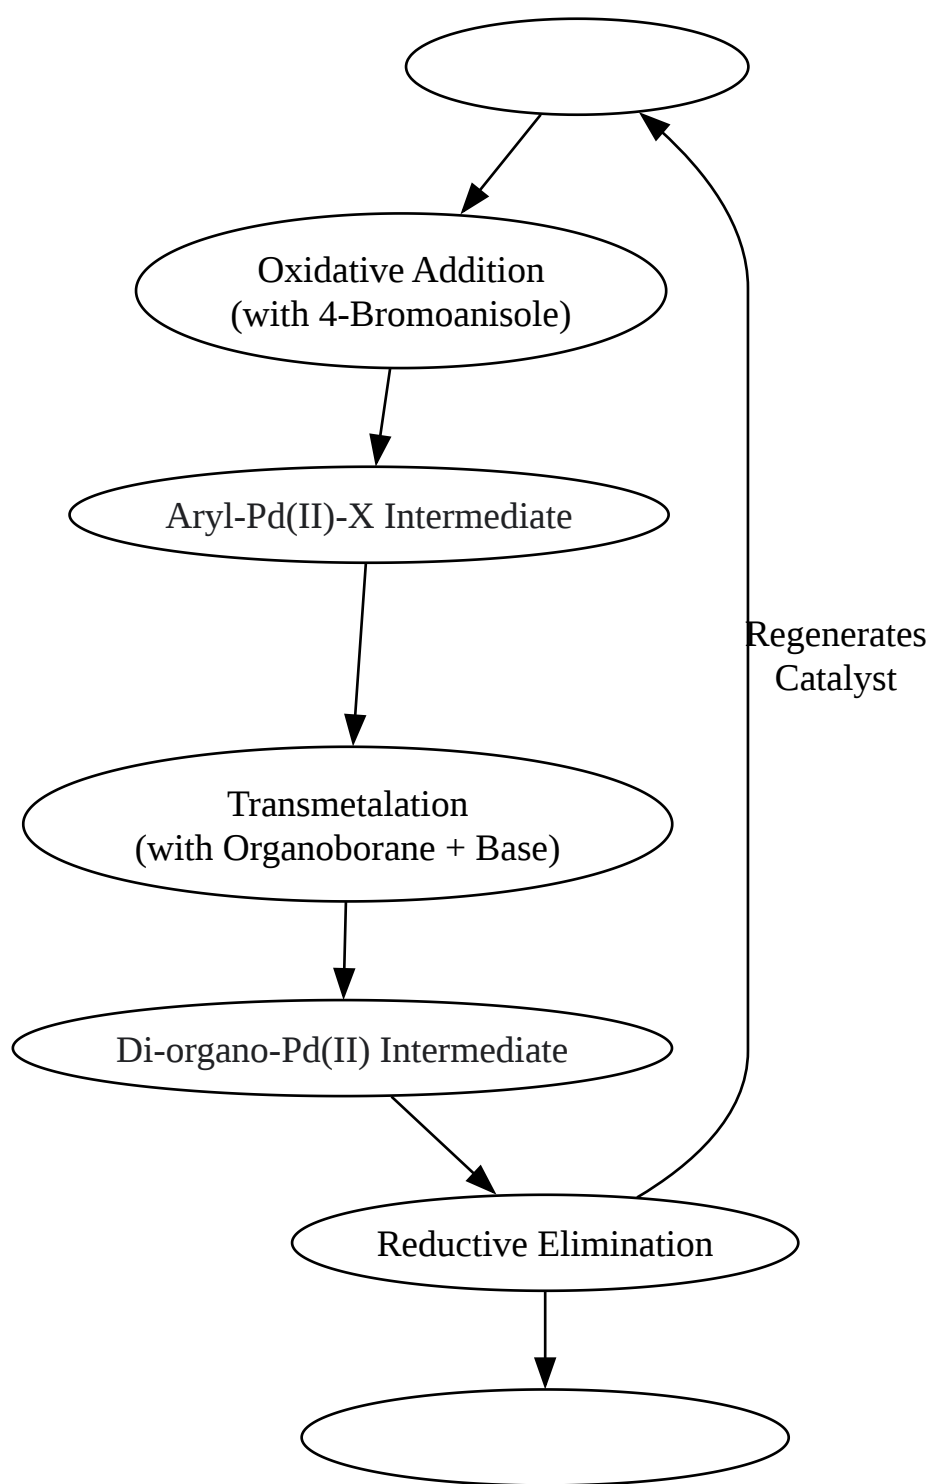 Oxidative Addition
(with 4-Bromoanisole)
Aryl-Pd(II)-X Intermediate
Regenerates
Catalyst
Transmetalation
(with Organoborane + Base)
Di-organo-Pd(II) Intermediate
Reductive Elimination